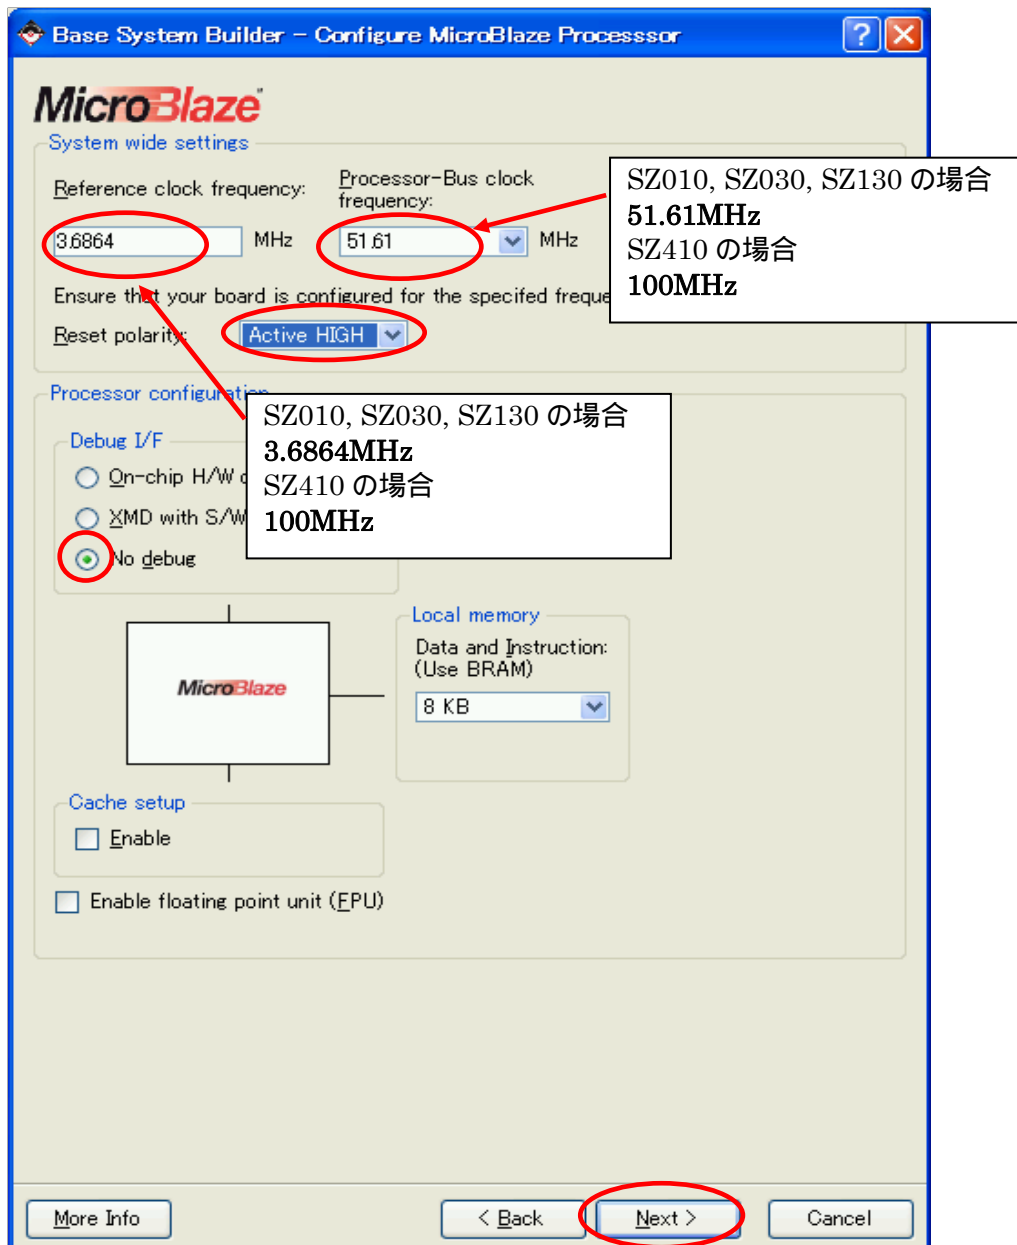 Base System Builder - Configure MicroBlaze Processsor
MicroBlaze
System wide settings
Reference clock frequency:
Processor-Bus clock
frequency:
3.6864 MHz
51.61 MHz
SZ010, SZ030, SZ130 の場合
51.61MHz
SZ410 の場合
100MHz
Ensure that your board is configured for the specifed freque
Reset polarity:
Active HIGH
Processor configuration
SZ010, SZ030, SZ130 の場合
3.6864MHz
SZ410 の場合
100MHz
Debug I/F
On-chip H/W
XMD with S/W
No debug
MicroBlaze
Local memory
Data and Instruction:
(Use BRAM)
8 KB
Cache setup
Enable
Enable floating point unit (FPU)
More Info
< Back
Next >
Cancel